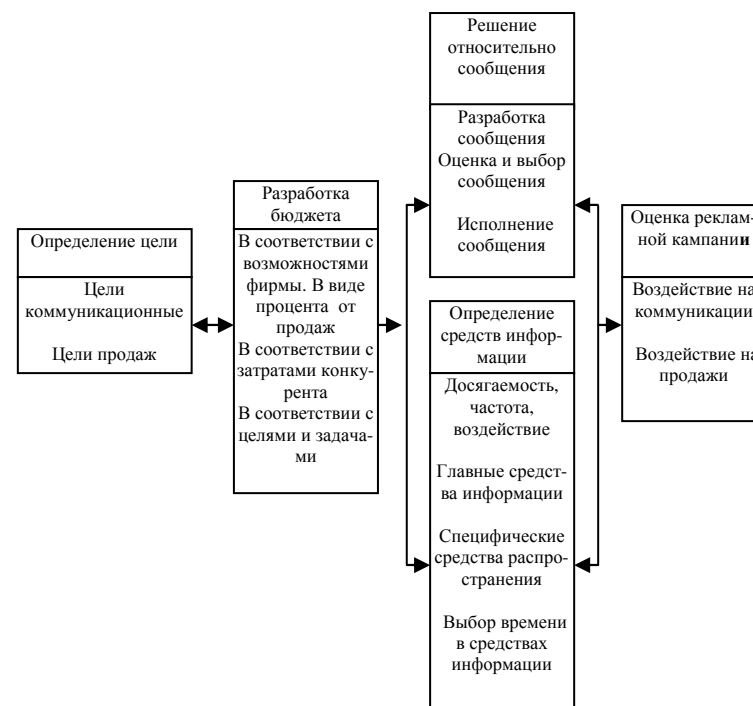 Определение цели
Цели
коммуникационные
Цели продаж
Разработка
бюджета
В соответствии с
возможностями
фирмы. В виде
процента от
продаж
В соответствии с
затратами конку-
рента
В соответствии с
целями и задача-
ми
Решение
относительно
сообщения
Разработка
сообщения
Оценка и выбор
сообщения
Исполнение
сообщения
Определение
средств инфор-
мации
Досягаемость,
частота,
воздействие
Главные средст-
ва информации
Специфические
средства распро-
странения
Выбор времени
в средствах
информации
Оценка реклам-
ной кампании
Воздействие на
коммуникации
Воздействие на
продажи